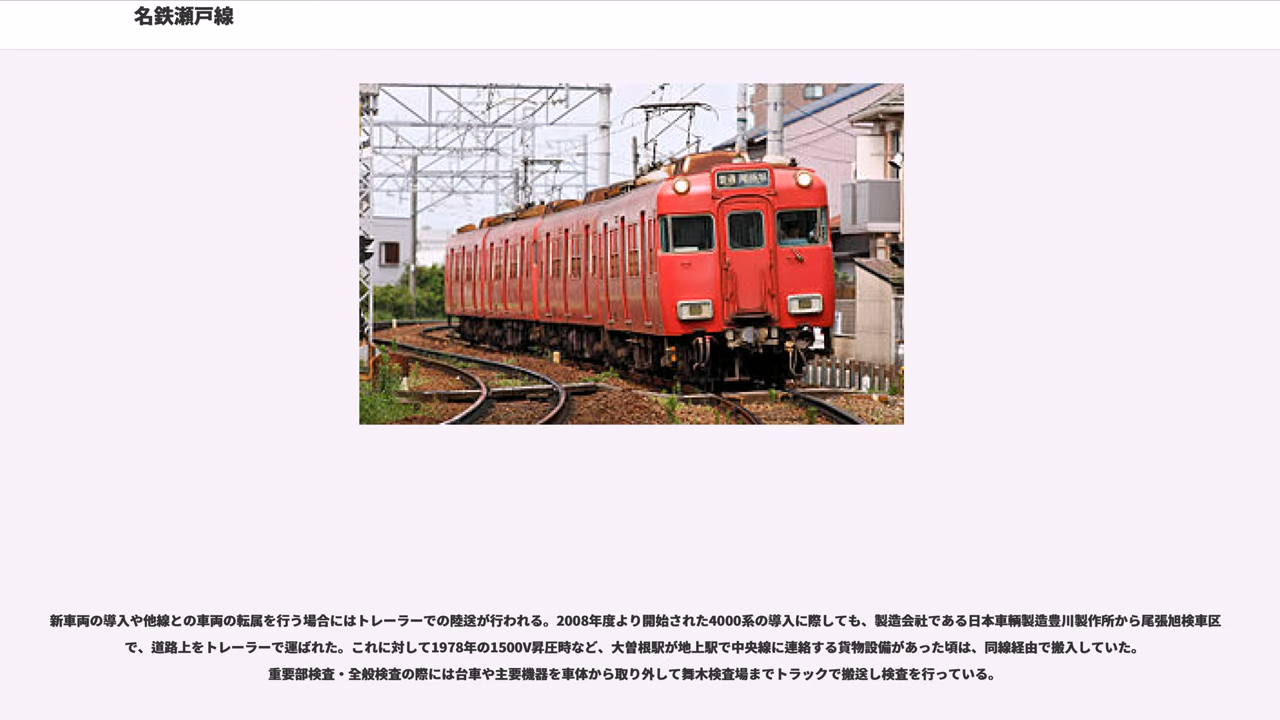 名鉄瀬戸線
新車両の導入や他線との車両の転属を行う場合にはトレーラーでの陸送が行われる。2008年度より開始された4000系の導入に際しても、製造会社である日本車輌製造豊川製作所から尾張旭検車区
で、道路上をトレーラーで運ばれた。これに対して1978年の1500V昇圧時など、大曽根駅が地上駅で中央線に連絡する貨物設備があった頃は、同線経由で搬入していた。
重要部検査・全般検査の際には台車や主要機器を車体から取り外して舞木検査場までトラックで搬送し検査を行っている。